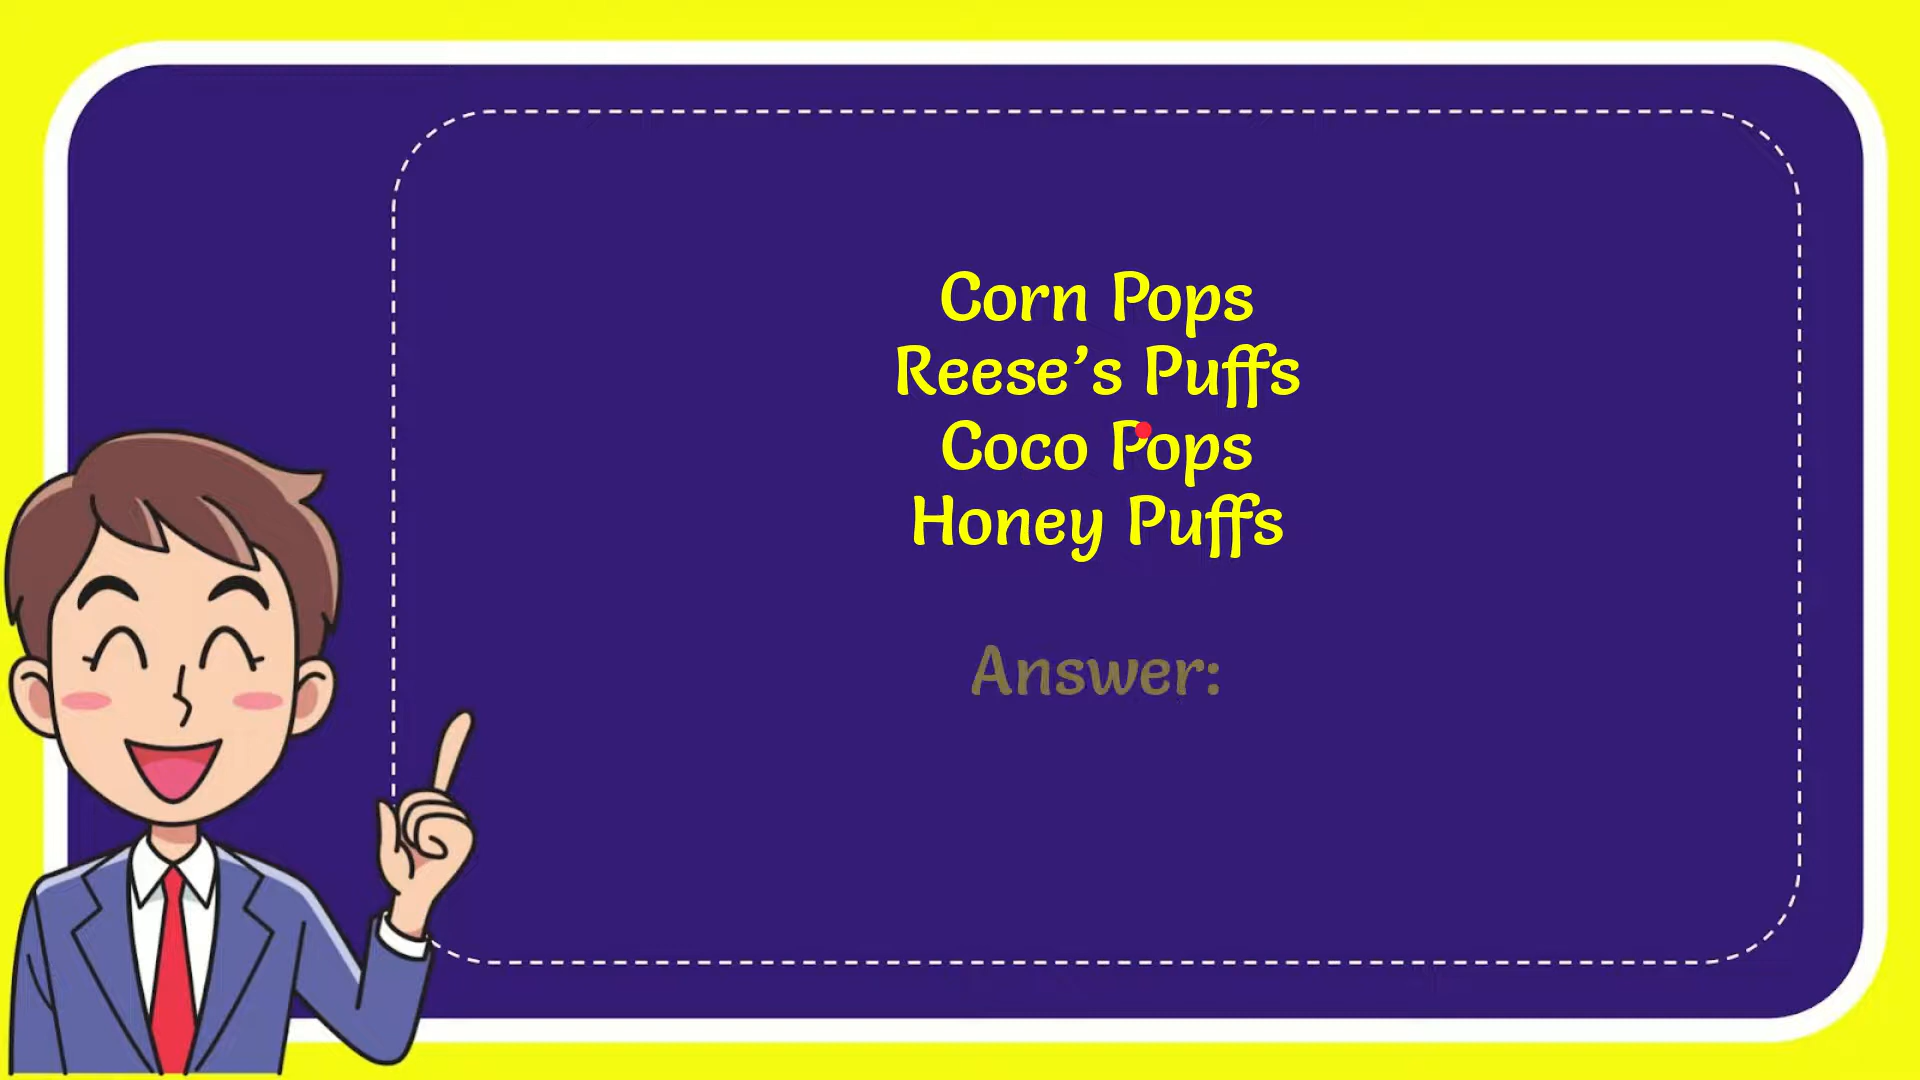 Corn Pops
Reese’s Puffs
Coco Pops
Honey Puffs
Answer: